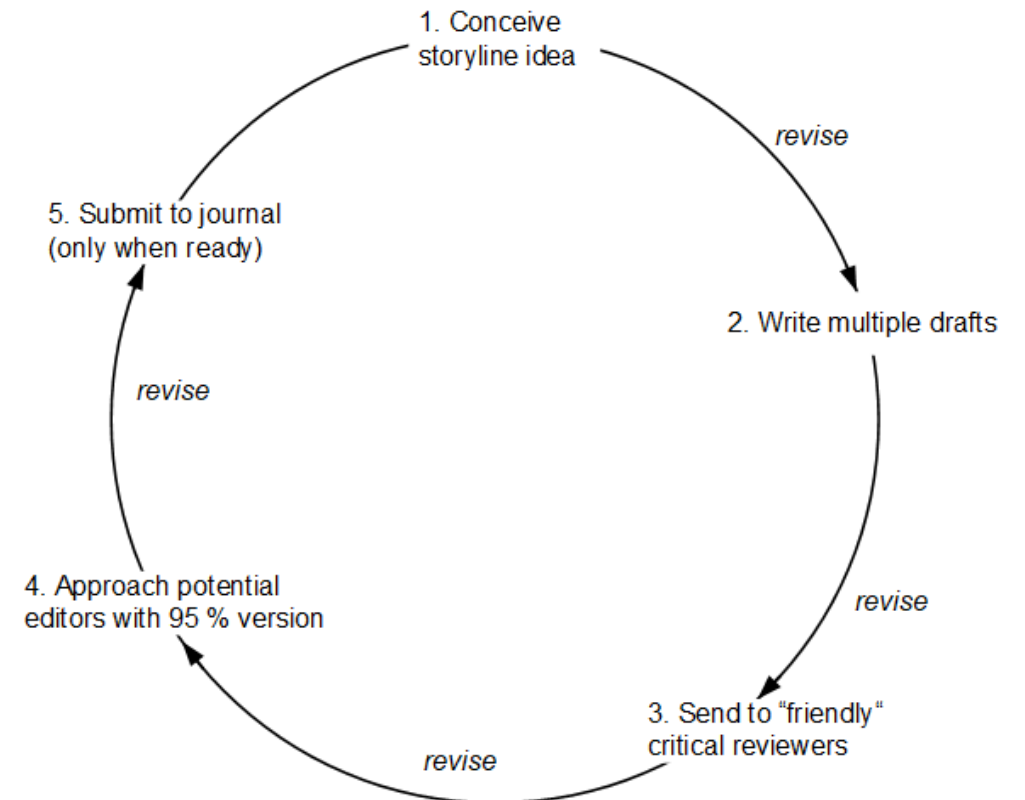 1. Conceive
storyline idea
revise
2. Write multiple drafts
revise
3. Send to “friendly“
critical reviewers
revise
4. Approach potential
editors with 95 % version
revise
5. Submit to journal
(only when ready)